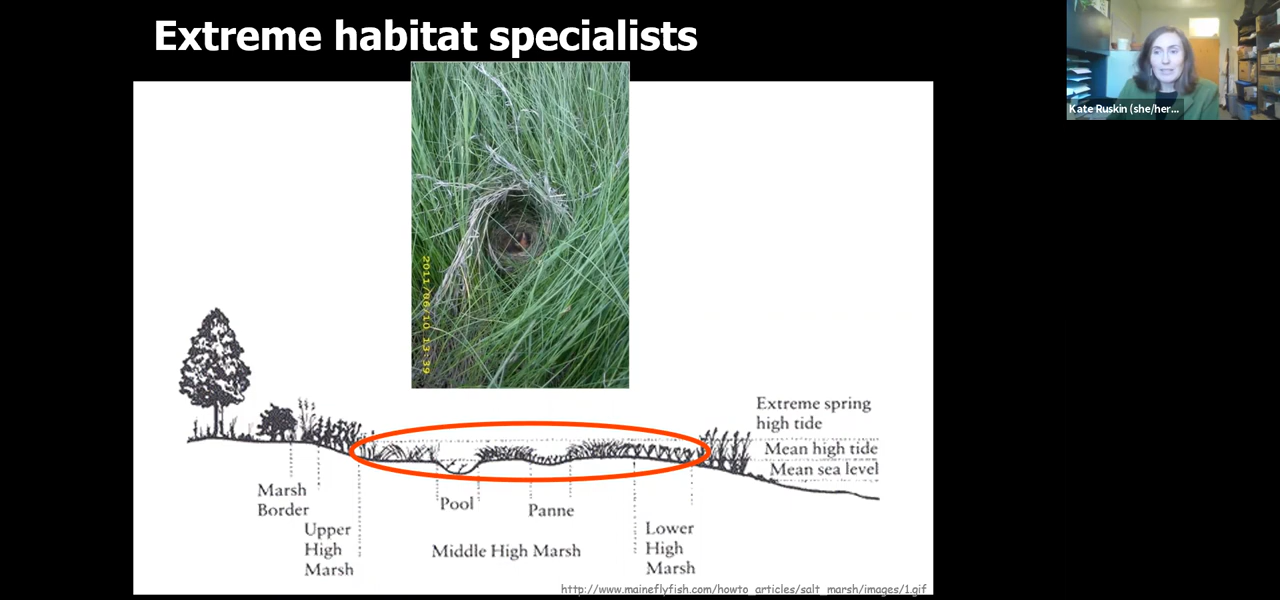 Extreme habitat specialists
Kate Ruskin (she/her...
2011/06/10 13:39
Extreme spring
high tide
Mean high tide
Mean sea level
Marsh
Border
Upper
High
Marsh
Pool
Panne
Middle High Marsh
Lower
High
Marsh
http://www.maineflyfish.com/howto_articles/salt_marsh/images/1.gif